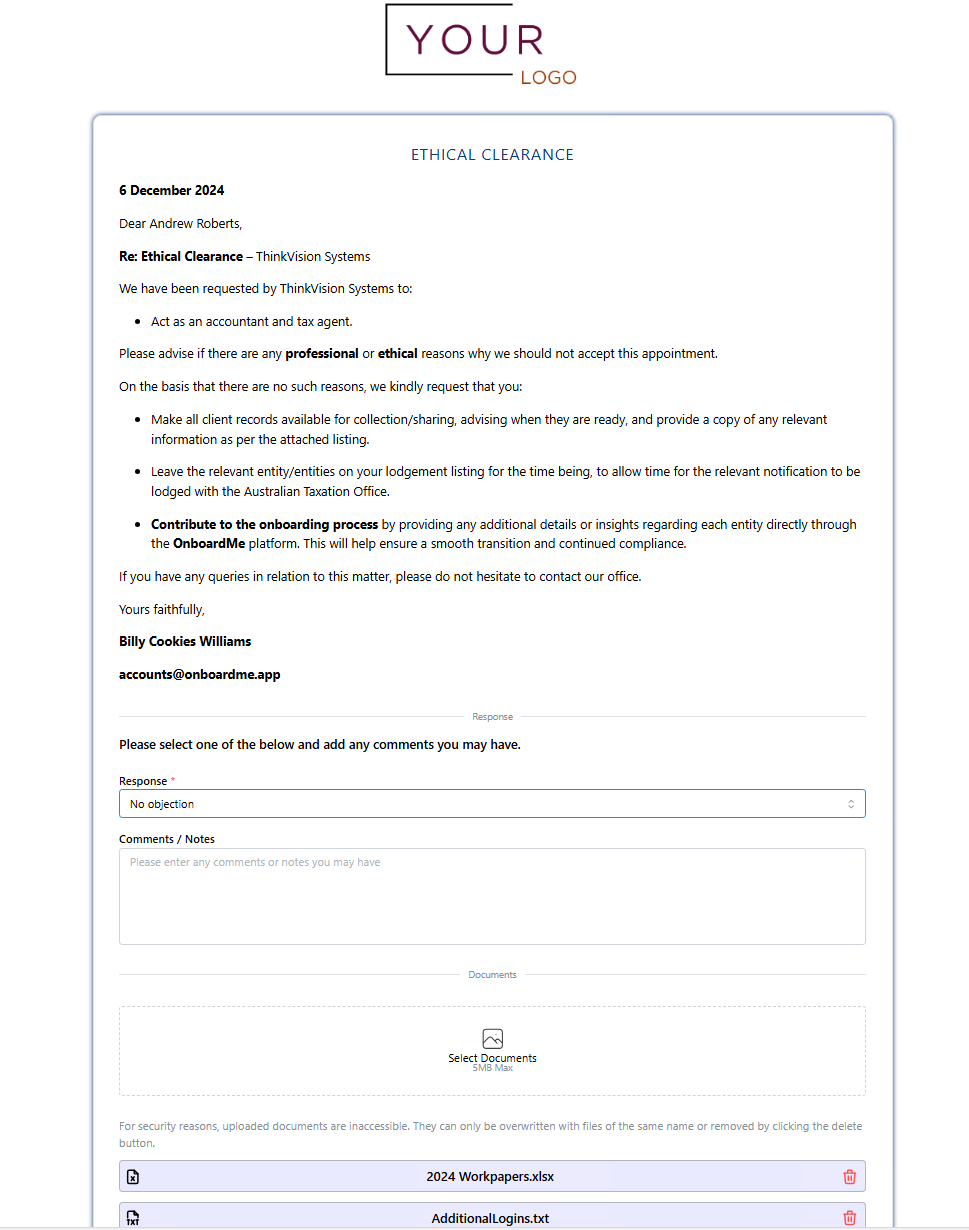 YOUR
LOGO
ETHICAL CLEARANCE
6 December 2024
Dear Andrew Roberts,
Re: Ethical Clearance – ThinkVision Systems
We have been requested by ThinkVision Systems to:
• Act as an accountant and tax agent.
Please advise if there are any professional or ethical reasons why we should not accept this appointment.
On the basis that there are no such reasons, we kindly request that you:
• Make all client records available for collection/sharing, advising when they are ready, and provide a copy of any relevant
information as per the attached listing.
• Leave the relevant entity/entities on your lodgement listing for the time being, to allow time for the relevant notification to be
lodged with the Australian Taxation Office.
• Contribute to the onboarding process by providing any additional details or insights regarding each entity directly through
the OnboardMe platform. This will help ensure a smooth transition and continued compliance.
If you have any queries in relation to this matter, please do not hesitate to contact our office.
Yours faithfully,
Billy Cookies Williams
accounts@onboardme.app
Response
Please select one of the below and add any comments you may have.
Response *
No objection
Comments / Notes
Please enter any comments or notes you may have
Documents
Select Documents
5MB Max
For security reasons, uploaded documents are inaccessible. They can only be overwritten with files of the same name or removed by clicking the delete
button.
2024 Workpapers.xlsx
TXT AdditionalLogins.txt